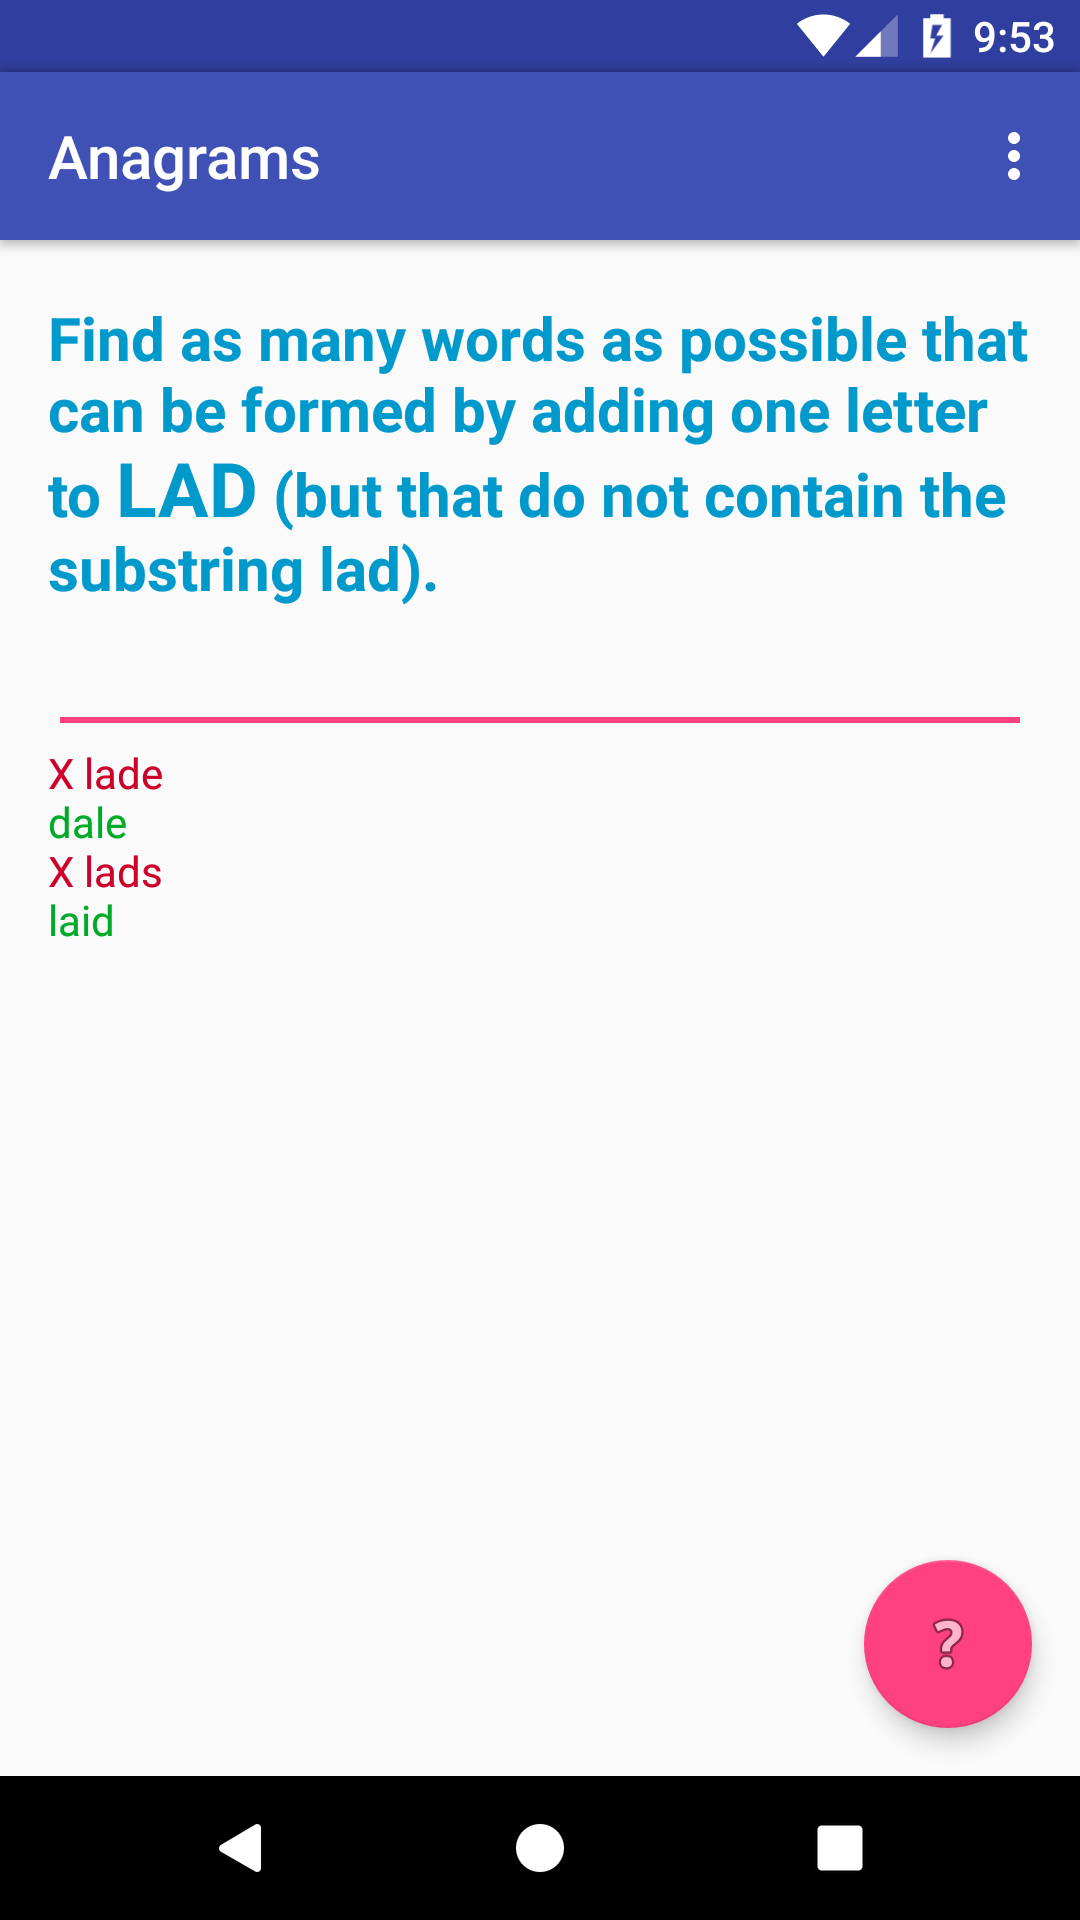 9:53
Anagrams
Find as many words as possible that
can be formed by adding one letter
to LAD (but that do not contain the
substring lad).
X lade
dale
X lads
laid
?